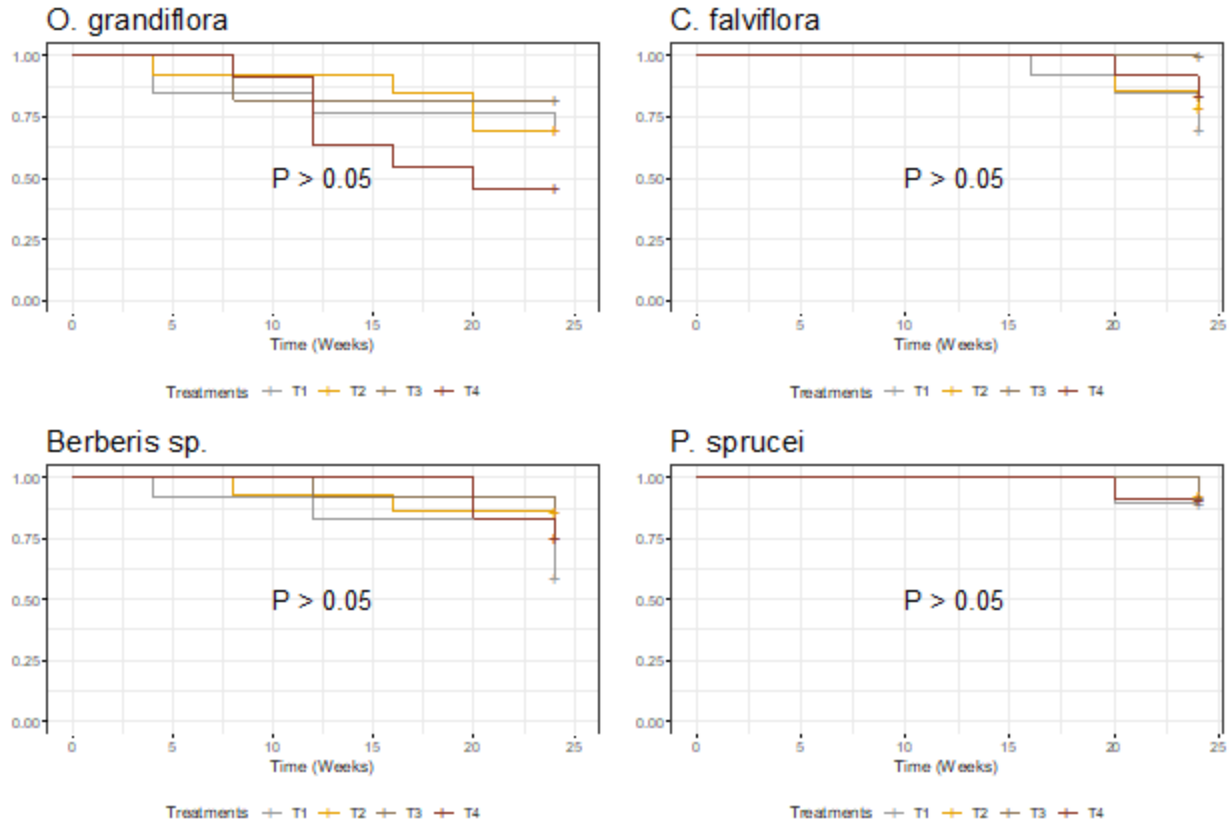 O. grandiflora
1.00
0.75
0.50
0.25
0.00
P > 0.05
0 5 10 15 20 25
Time (Weeks)
Treatments T1 T2 T3 T4
C. falviflora
1.00
0.75
0.50
0.25
0.00
P > 0.05
0 5 10 15 20 25
Time (Weeks)
Treatments T1 T2 T3 T4
Berberis sp.
1.00
0.75
0.50
0.25
0.00
P > 0.05
0 5 10 15 20 25
Time (Weeks)
Treatments T1 T2 T3 T4
P. sprucei
1.00
0.75
0.50
0.25
0.00
P > 0.05
0 5 10 15 20 25
Time (Weeks)
Treatments T1 T2 T3 T4